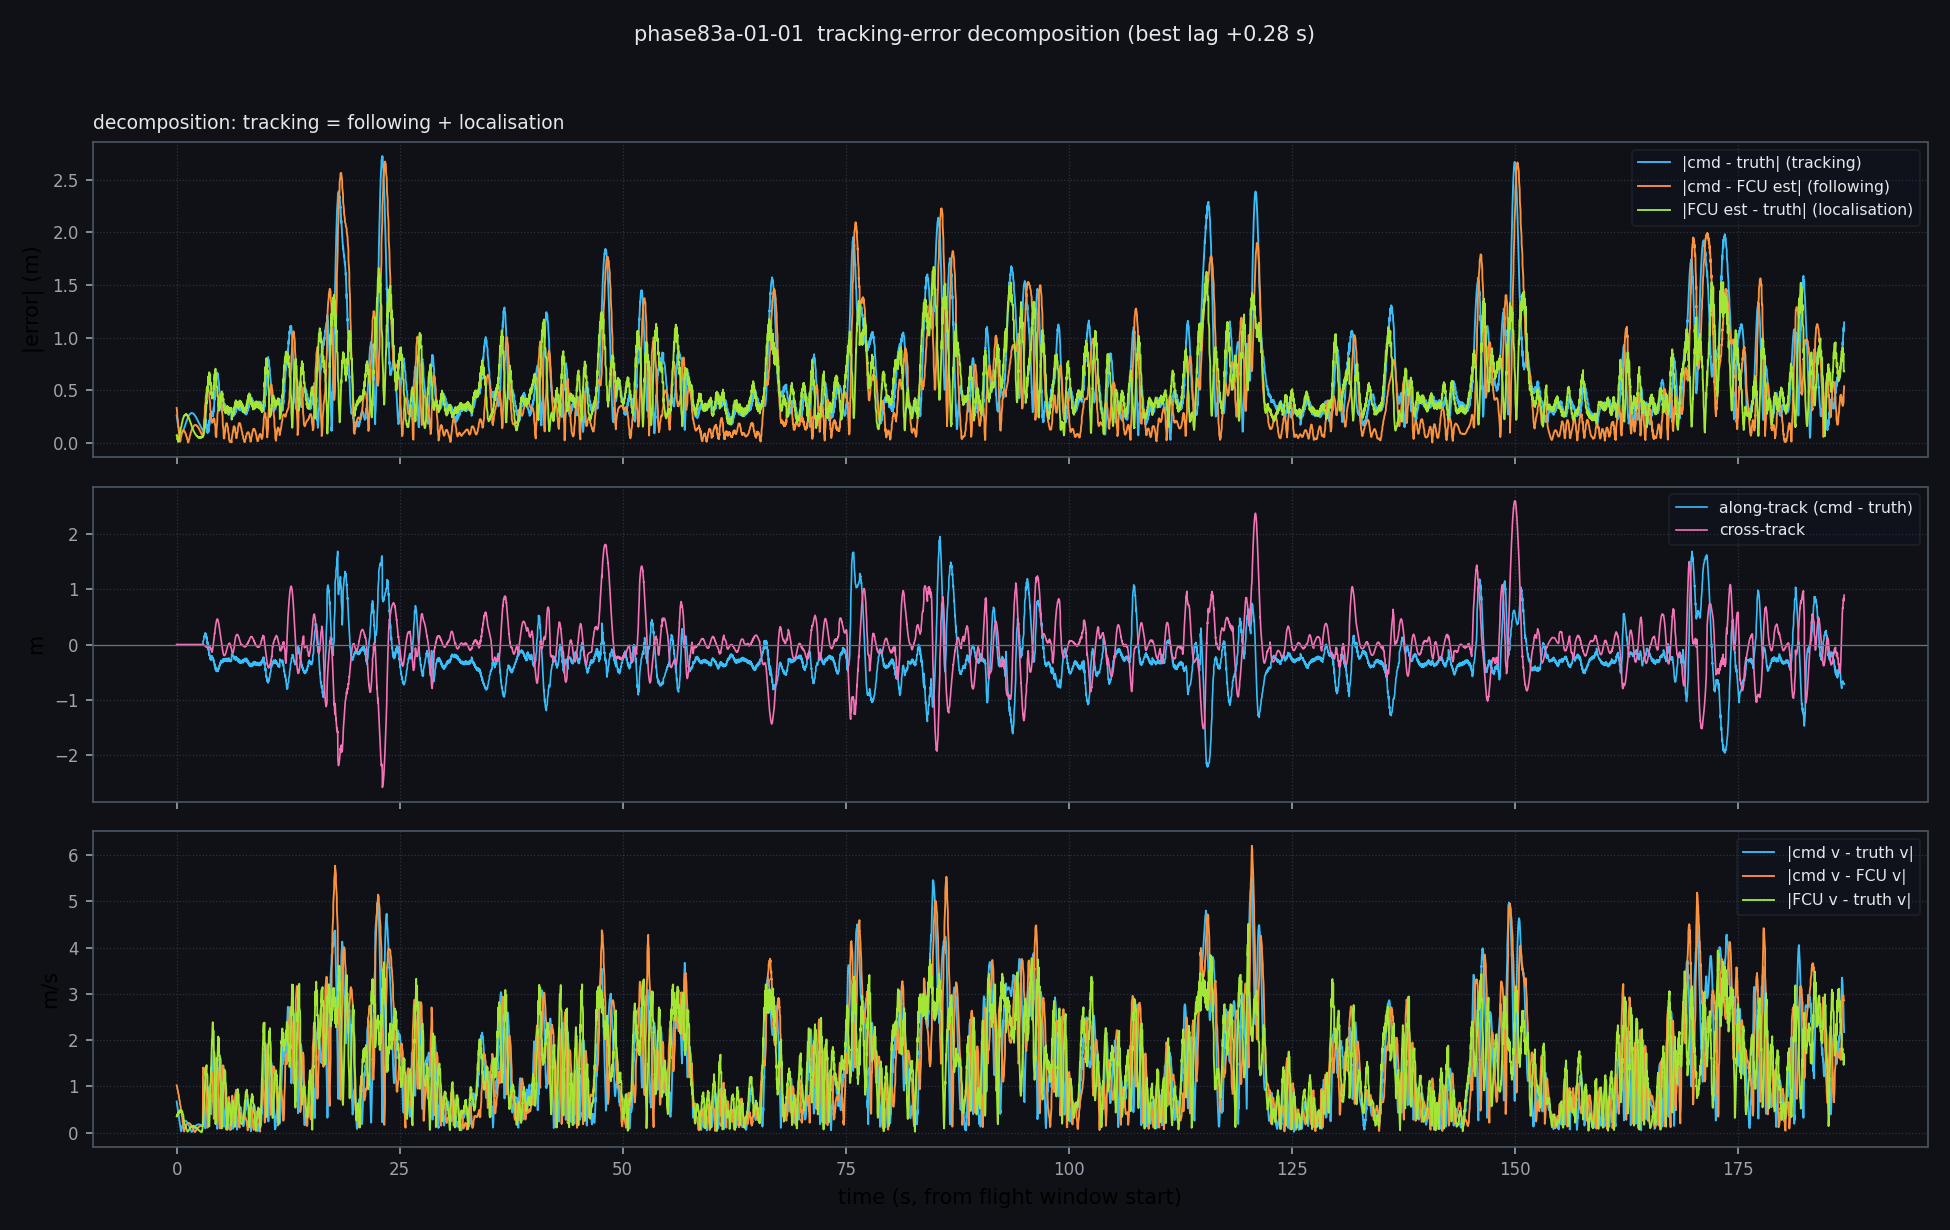 phase83a-01-01  tracking-error decomposition (best lag +0.28 s)
decomposition: tracking = following + localisation
|error| (m)
2.5
2.0
1.5
1.0
0.5
0.0
|cmd - truth| (tracking)
|cmd - FCU est| (following)
|FCU est - truth| (localisation)
m
2
1
0
−1
−2
along-track (cmd - truth)
cross-track
m/s
6
5
4
3
2
1
0
|cmd v - truth v|
|cmd v - FCU v|
|FCU v - truth v|
0 25 50 75 100 125 150 175
time (s, from flight window start)